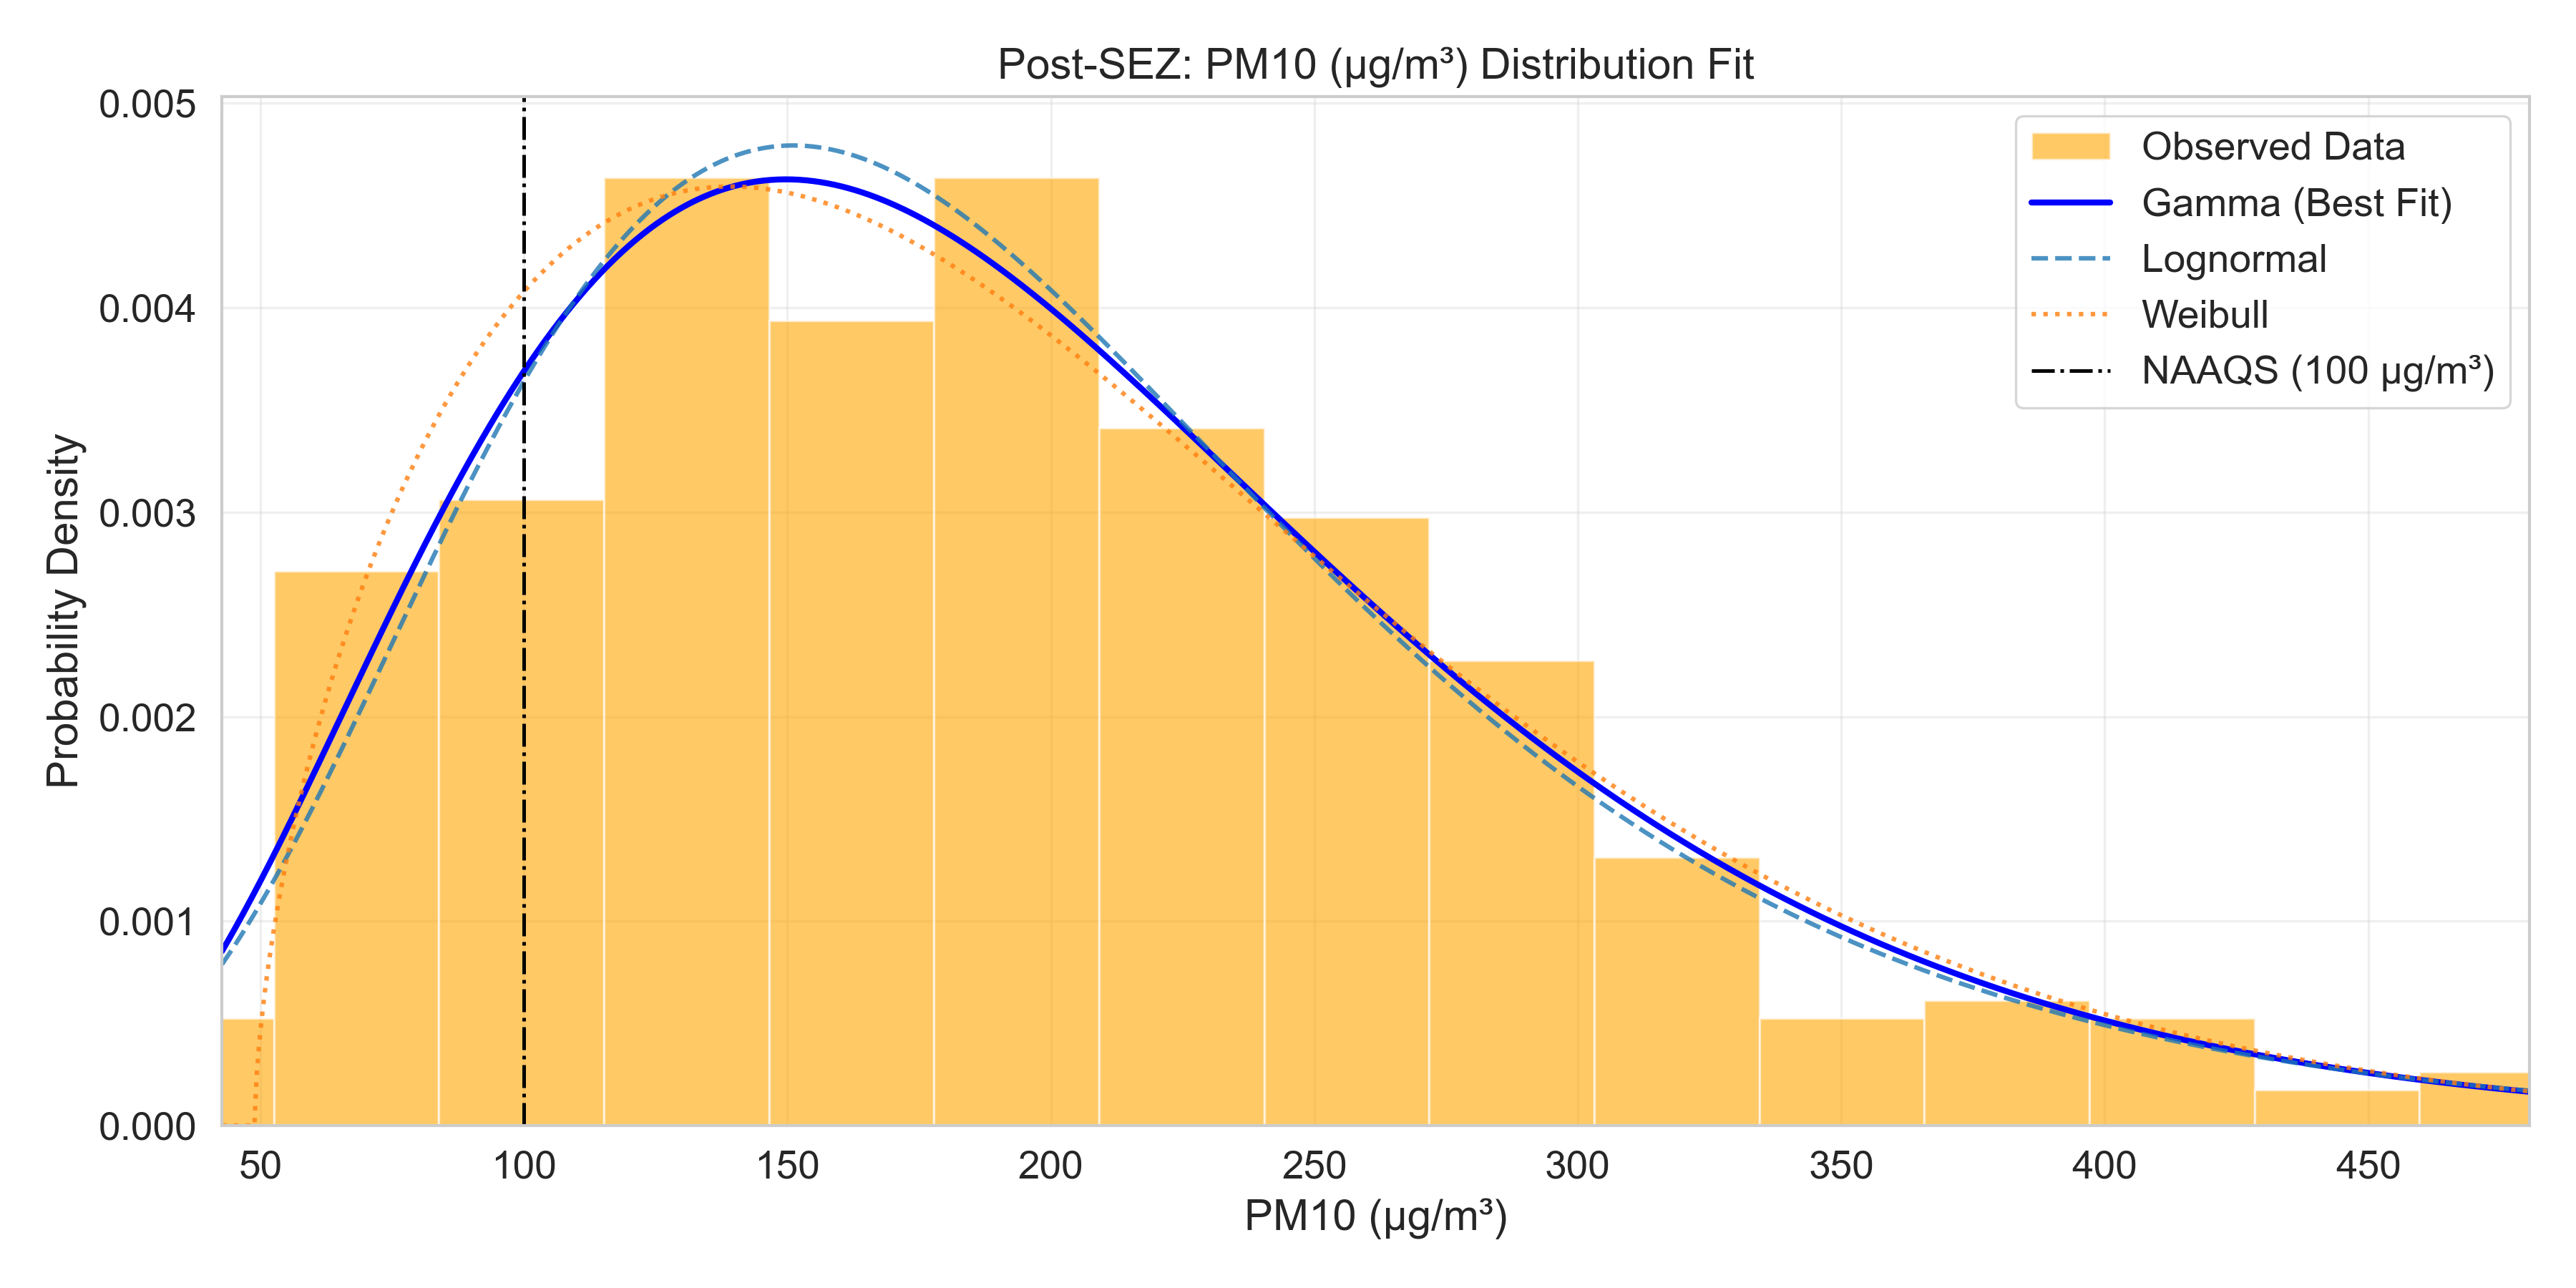 Post-SEZ: PM10 (µg/m³) Distribution Fit
0.005
0.004
0.003
0.002
0.001
0.000
Probability Density
Observed Data
Gamma (Best Fit)
Lognormal
Weibull
NAAQS (100 µg/m³)
50 100 150 200 250 300 350 400 450
PM10 (µg/m³)